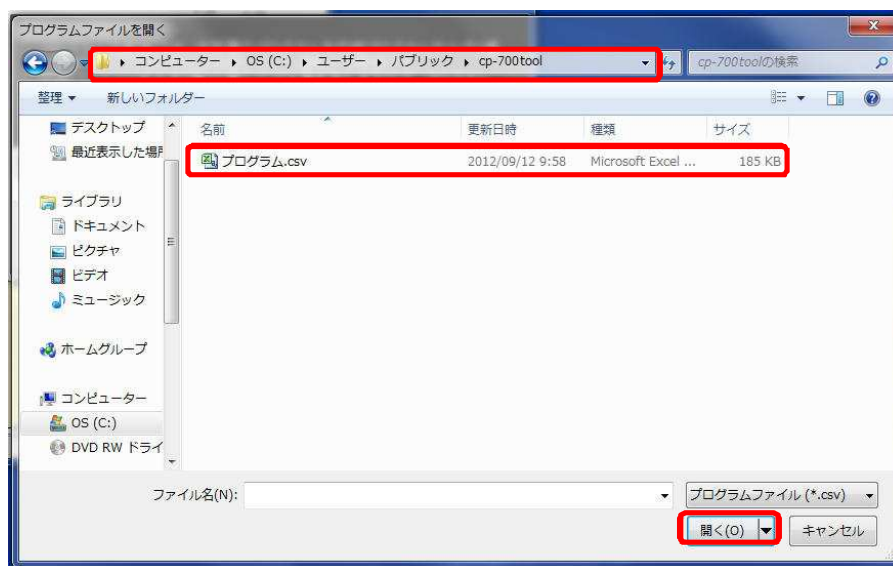 プログラムファイルを開く
コンピューター ▸ OS (C:) ▸ ユーザー ▸ パブリック ▸ cp-700tool
cp-700toolの検索
整理 新しいフォルダー
名前 更新日時 種類 サイズ
プログラム.csv 2012/09/12 9:58 Microsoft Excel ... 185 KB
デスクトップ
最近表示した場所
ライブラリ
ドキュメント
ピクチャ
ビデオ
ミュージック
ホームグループ
コンピューター
OS (C:)
DVD RW ドライ
ファイル名(N):
プログラムファイル (*.csv)
開く(O) キャンセル